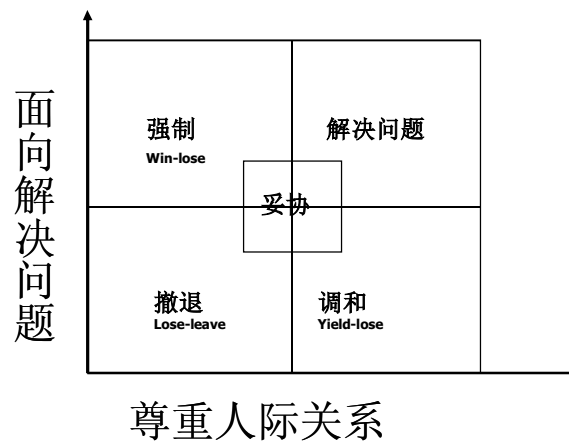 面向解决问题
强制
Win-lose
解决问题
妥协
撤退
Lose-leave
调和
Yield-lose
尊重人际关系